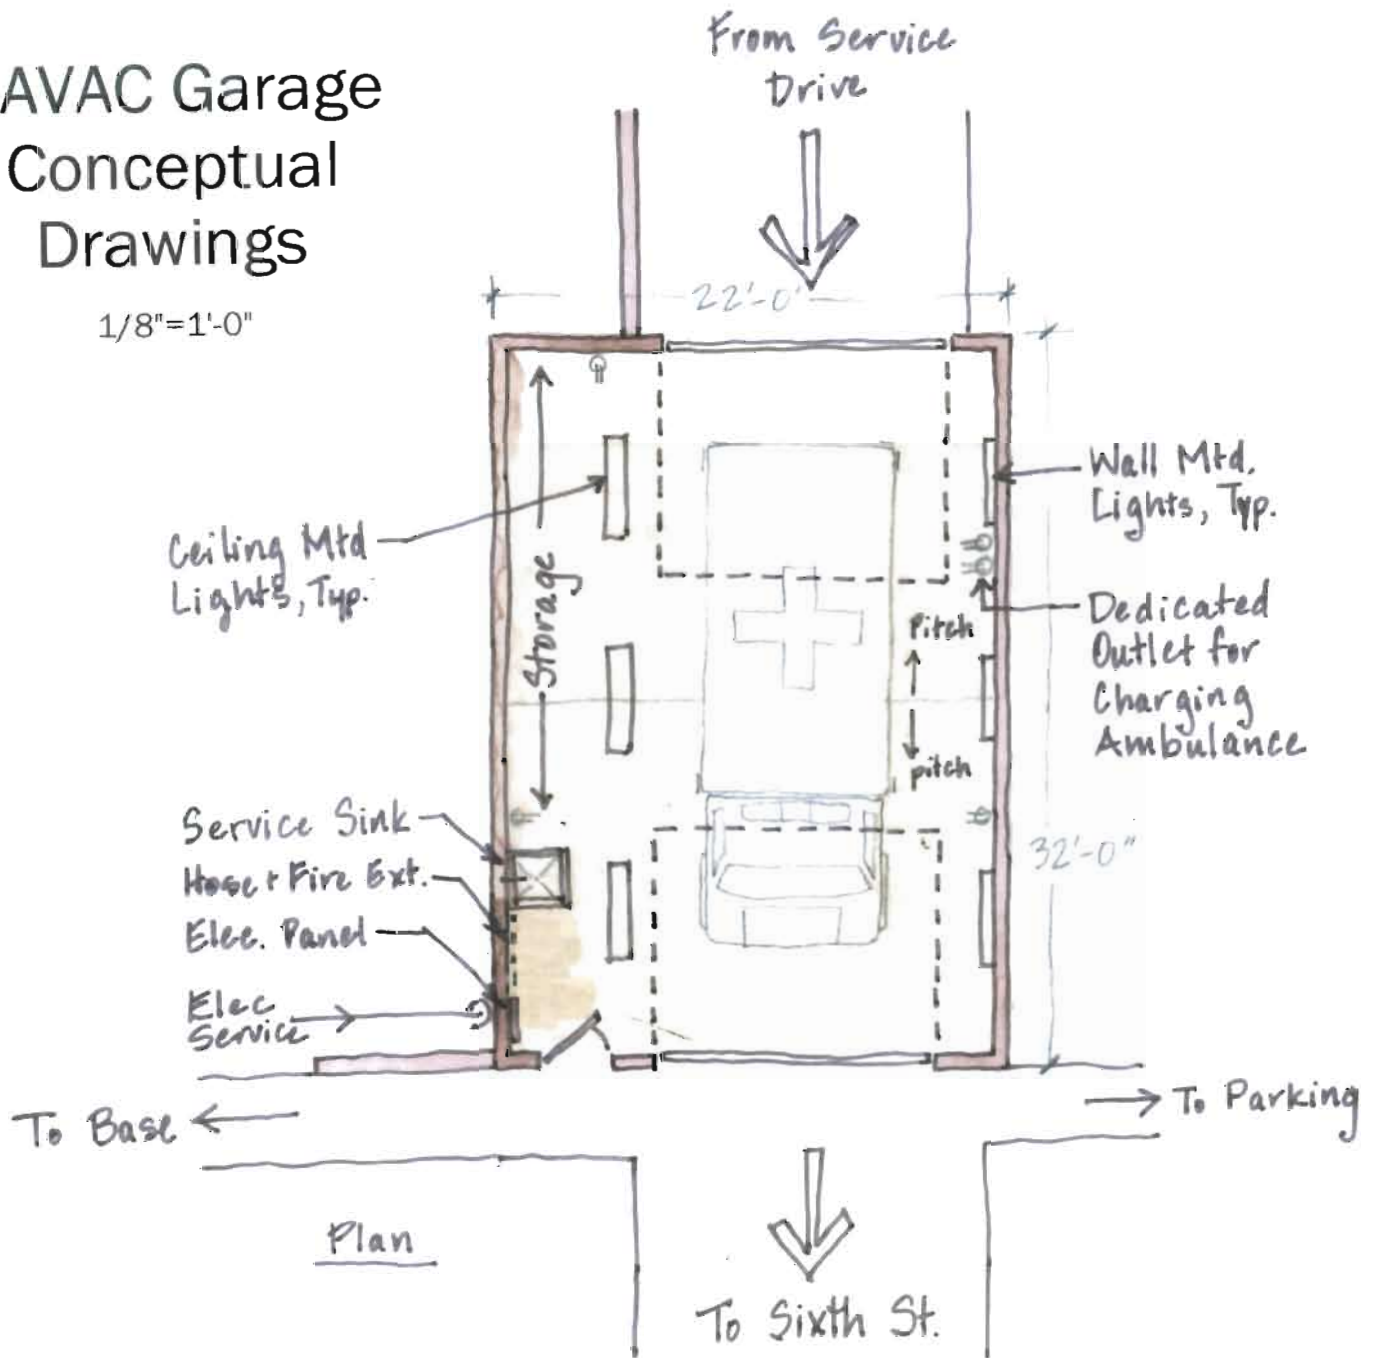 AVAC Garage
Conceptual
Drawings
1/8"=1'-0"
From Service
Drive
22'-0"
Ceiling Mtd
Lights, Typ.
Storage
Wall Mtd.
Lights, Typ.
Dedicated
Outlet for
Charging
Ambulance
Pitch
pitch
32'-0"
Service Sink
Hose + Fire Ext.
Elec. Panel
Elec
Service
To Base
To Parking
Plan
To Sixth St.